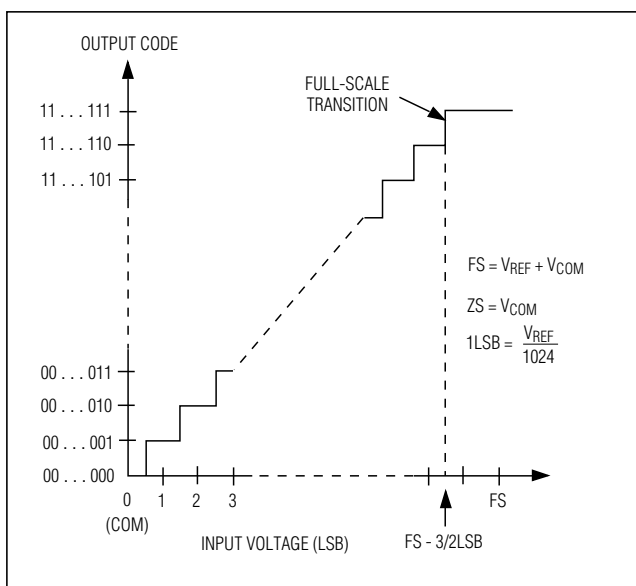 OUTPUT CODE
FULL-SCALE
TRANSITION
11 . . . 111
11 . . . 110
11 . . . 101
FS = VREF + VCOM
ZS = VCOM
1LSB = VREF
1024
00 . . . 011
00 . . . 010
00 . . . 001
00 . . . 000
0 1 2 3 FS
(COM)
INPUT VOLTAGE (LSB)
FS - 3/2LSB